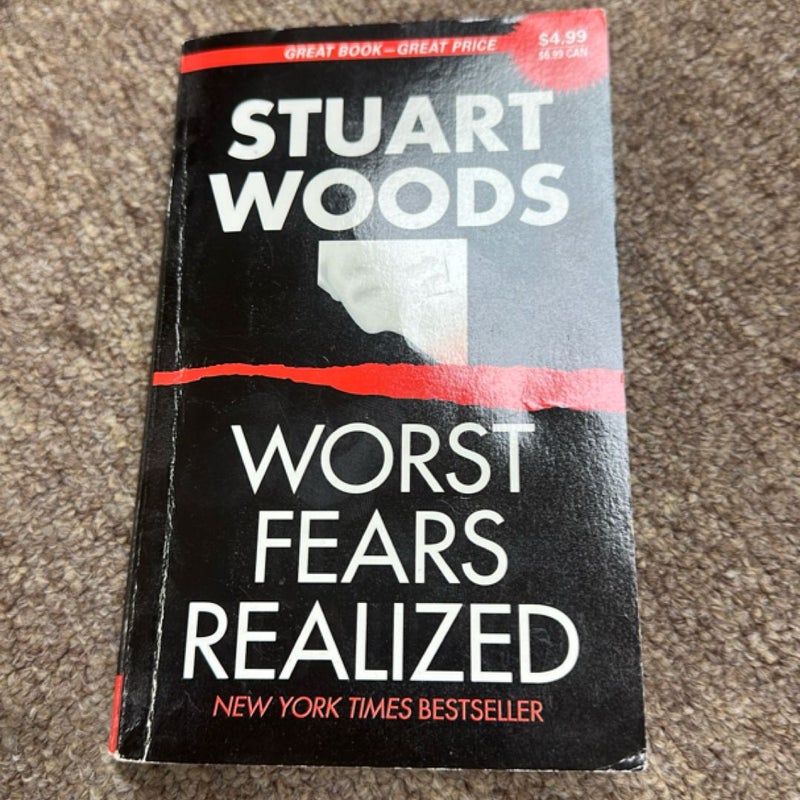 GREAT BOOK—GREAT PRICE
$4.99
$6.99 CAN
STUART
WOODS
WORST
FEARS
REALIZED
NEW YORK TIMES BESTSELLER